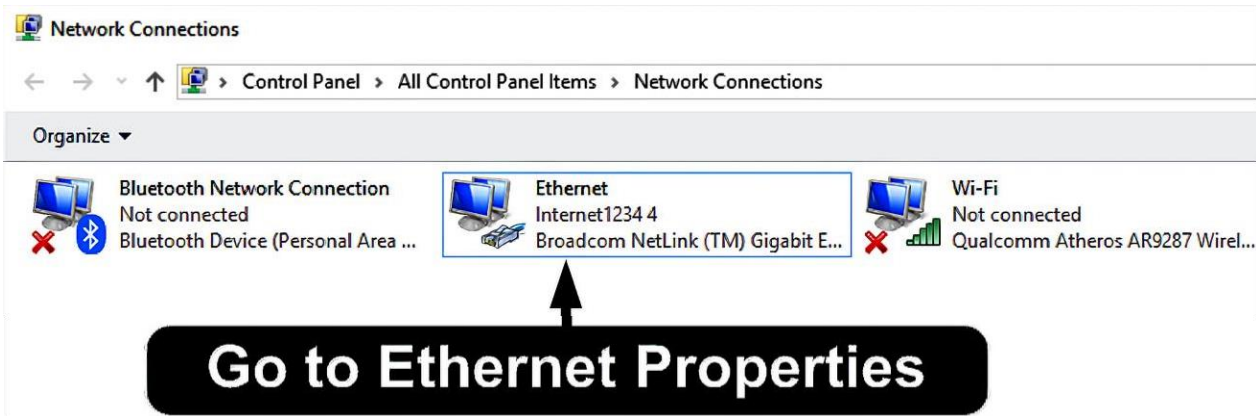 Network Connections
Control Panel > All Control Panel Items > Network Connections
Organize
Bluetooth Network Connection
Not connected
Bluetooth Device (Personal Area ...
Ethernet
Internet1234 4
Broadcom NetLink (TM) Gigabit E...
Wi-Fi
Not connected
Qualcomm Atheros AR9287 Wirel...
Go to Ethernet Properties